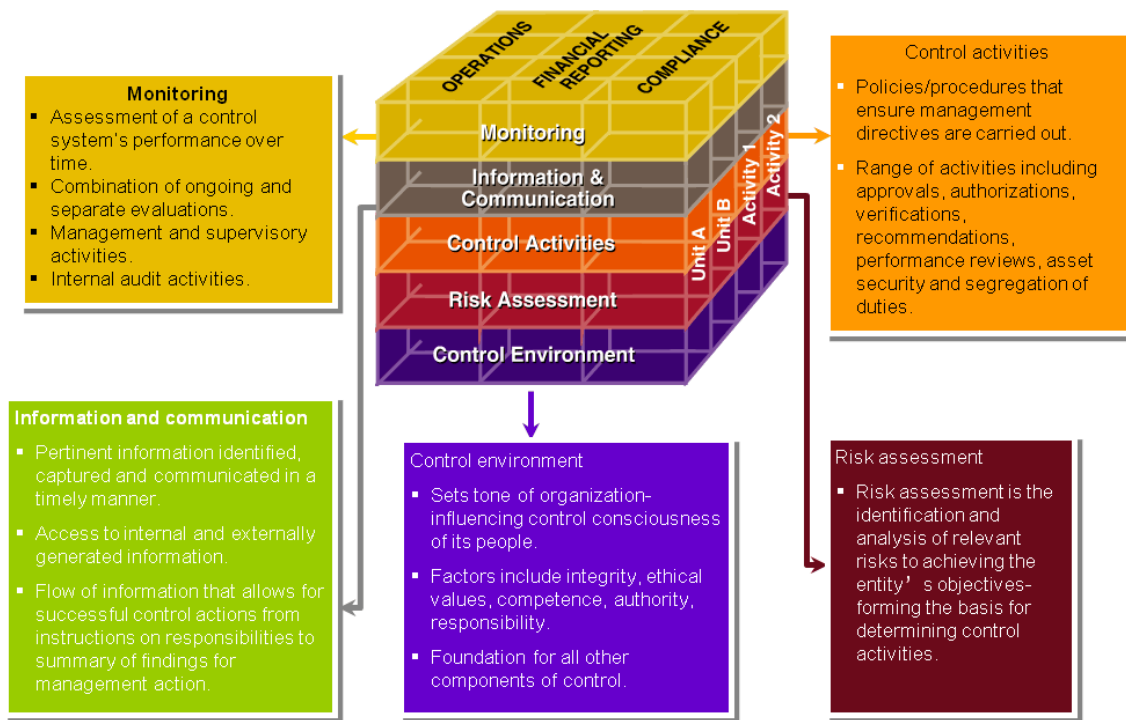 OPERATIONS
FINANCIAL
REPORTING
COMPLIANCE
Monitoring
Information &
Communication
Control Activities
Risk Assessment
Control Environment
Unit A
Unit B
Activity 1
Activity 2
Monitoring
▪ Assessment of a control
system's performance over
time.
▪ Combination of ongoing and
separate evaluations.
▪ Management and supervisory
activities.
▪ Internal audit activities.
Control activities
▪ Policies/procedures that
ensure management
directives are carried out.
▪ Range of activities including
approvals, authorizations,
verifications,
recommendations,
performance reviews, asset
security and segregation of
duties.
Information and communication
▪ Pertinent information identified,
captured and communicated in a
timely manner.
▪ Access to internal and externally
generated information.
▪ Flow of information that allows for
successful control actions from
instructions on responsibilities to
summary of findings for
management action.
Control environment
▪ Sets tone of organization-
influencing control consciousness
of its people.
▪ Factors include integrity, ethical
values, competence, authority,
responsibility.
▪ Foundation for all other
components of control.
Risk assessment
▪ Risk assessment is the
identification and
analysis of relevant
risks to achieving the
entity’ s objectives-
forming the basis for
determining control
activities.